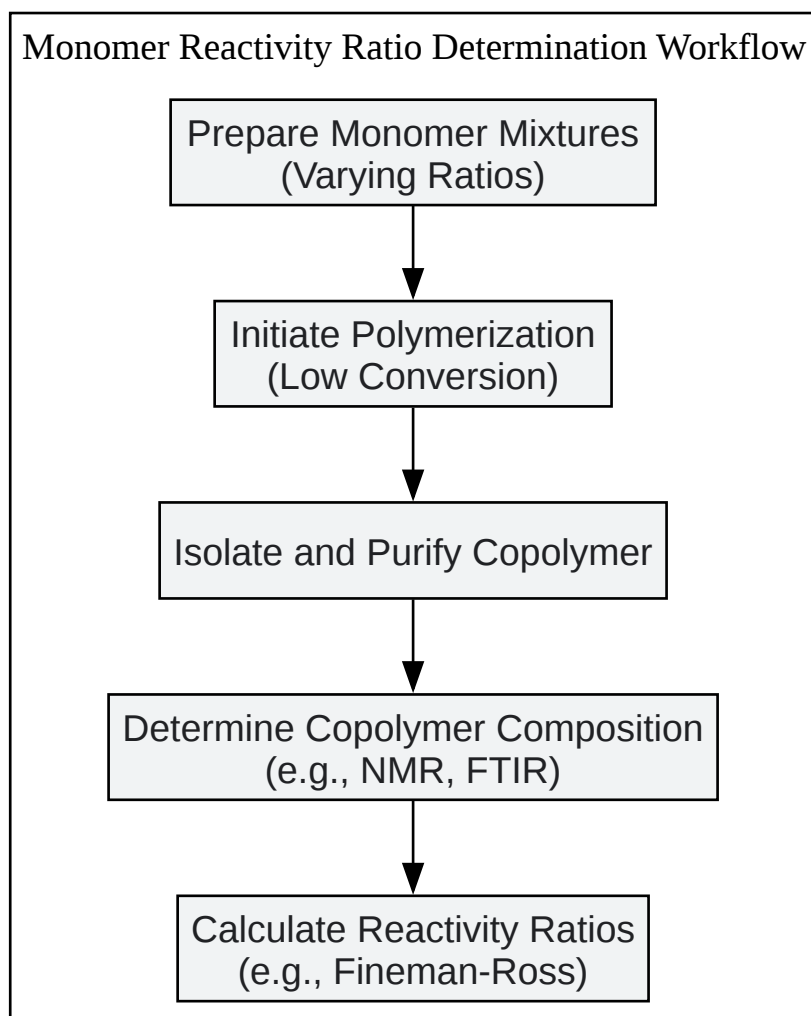 Monomer Reactivity Ratio Determination Workflow
Prepare Monomer Mixtures
(Varying Ratios)
Initiate Polymerization
(Low Conversion)
Isolate and Purify Copolymer
Determine Copolymer Composition
(e.g., NMR, FTIR)
Calculate Reactivity Ratios
(e.g., Fineman-Ross)